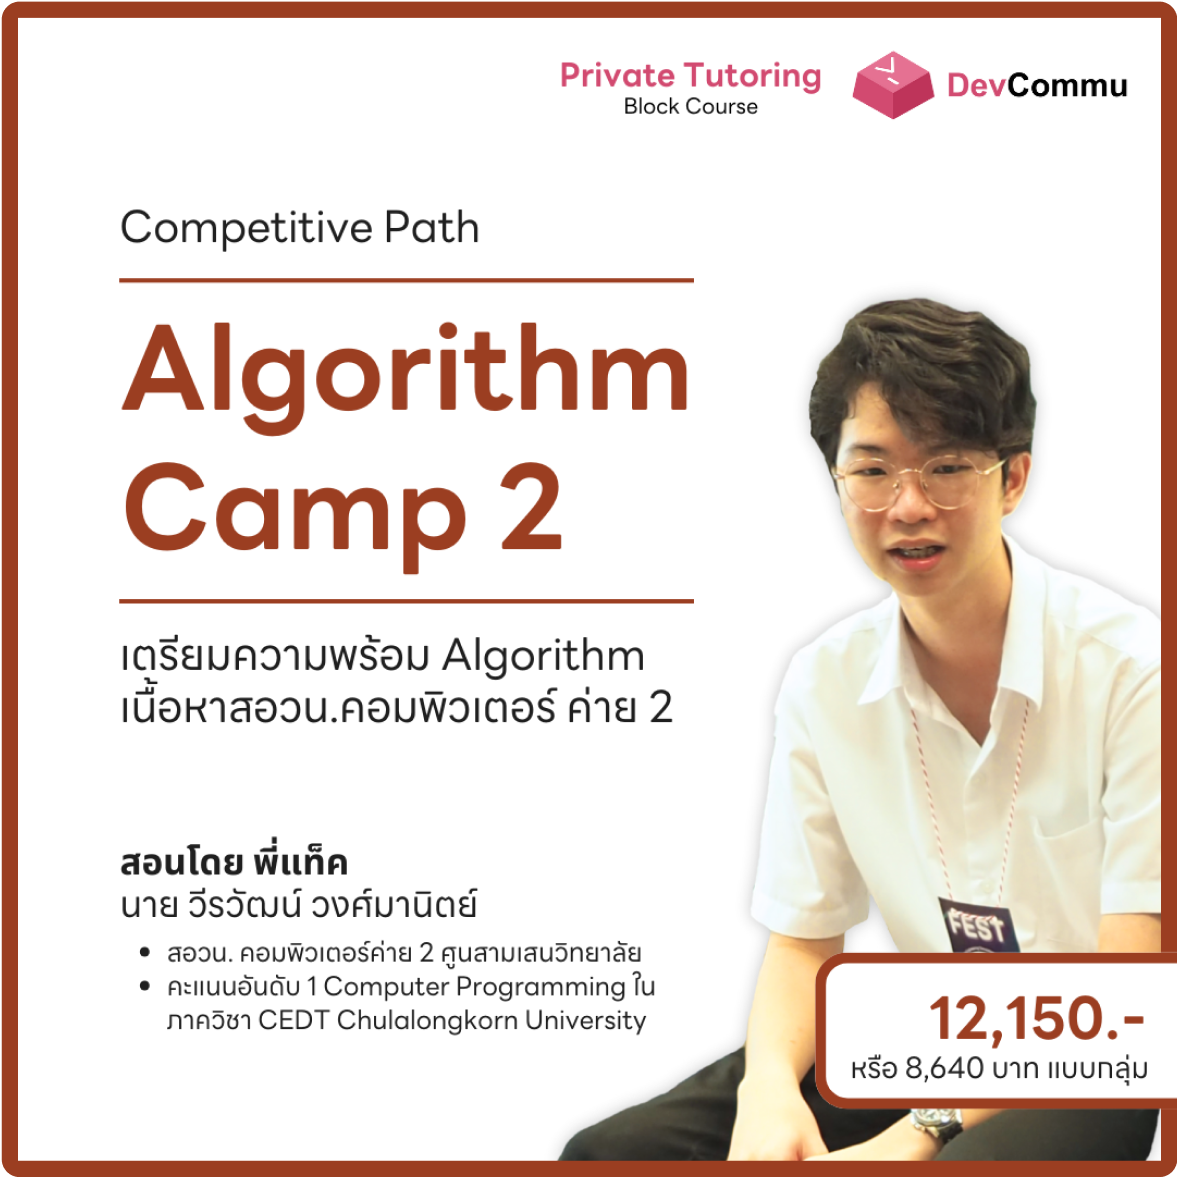 Private Tutoring
Block Course
DevCommu
Competitive Path
Algorithm
Camp 2
เตรียมความพร้อม Algorithm
เนื้อหาสอวน.คอมพิวเตอร์ ค่าย 2
สอนโดย พี่แท็ค
นาย วีรวัฒน์ วงศ์มานิตย์
• สอวน. คอมพิวเตอร์ค่าย 2 ศูนสามเสนวิทยาลัย
• คะแนนอันดับ 1 Computer Programming ใน
ภาควิชา CEDT Chulalongkorn University
FEST
12,150.-
หรือ 8,640 บาท แบบกลุ่ม